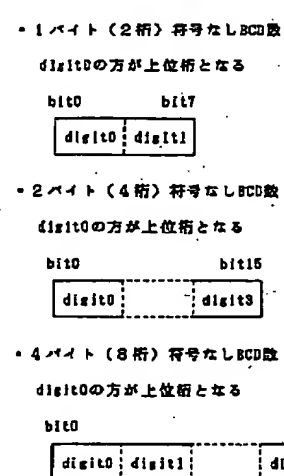 ・1バイト（2桁）符号なしBCD数
digit0の方が上位桁となる
bit0 bit7
digit0 digit1
・2バイト（4桁）符号なしBCD数
digit0の方が上位桁となる
bit0 bit15
digit0 digit3
・4バイト（8桁）符号なしBCD数
digit0の方が上位桁となる
bit0
digit0 digit1 di